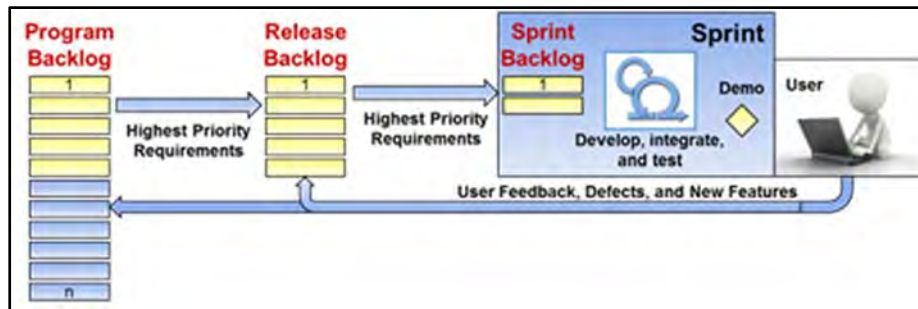 Program
Backlog
1
n
Highest Priority
Requirements
Release
Backlog
1
Highest Priority
Requirements
Sprint
Backlog
1
Sprint
Develop, integrate,
and test
Demo
User
User Feedback, Defects, and New Features